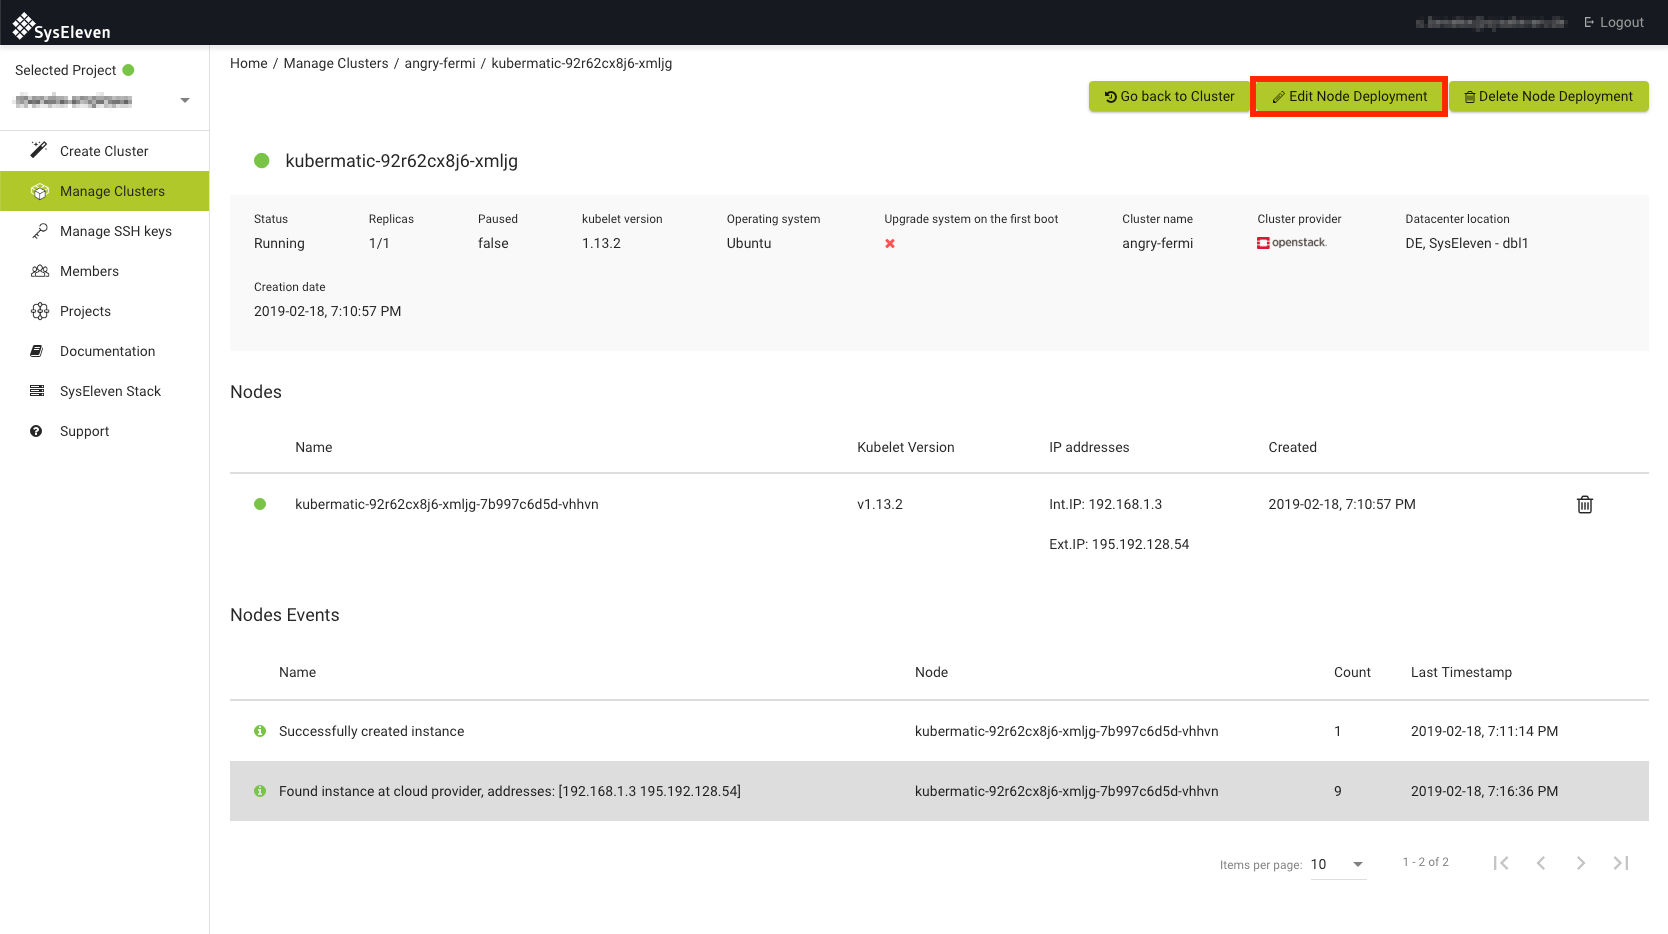 SysEleven
Logout
Selected Project
Home / Manage Clusters / angry-fermi / kubermatic-92r62cx8j6-xmljg
Go back to Cluster
Edit Node Deployment
Delete Node Deployment
Create Cluster
Manage Clusters
Manage SSH keys
Members
Projects
Documentation
SysEleven Stack
Support
kubermatic-92r62cx8j6-xmljg
Status Replicas Paused kubelet version Operating system Upgrade system on the first boot Cluster name Cluster provider Datacenter location
Running 1/1 false 1.13.2 Ubuntu angry-fermi openstack. DE, SysEleven - dbl1
Creation date
2019-02-18, 7:10:57 PM
Nodes
Name Kubelet Version IP addresses Created
kubermatic-92r62cx8j6-xmljg-7b997c6d5d-vhhvn v1.13.2 Int.IP: 192.168.1.3 2019-02-18, 7:10:57 PM
Ext.IP: 195.192.128.54
Nodes Events
Name Node Count Last Timestamp
Successfully created instance kubermatic-92r62cx8j6-xmljg-7b997c6d5d-vhhvn 1 2019-02-18, 7:11:14 PM
Found instance at cloud provider, addresses: [192.168.1.3 195.192.128.54] kubermatic-92r62cx8j6-xmljg-7b997c6d5d-vhhvn 9 2019-02-18, 7:16:36 PM
Items per page: 10 1 - 2 of 2